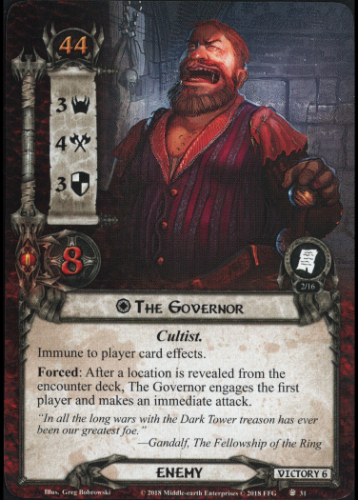 44
3
4
3
8
2/16
The Governor
Cultist.
Immune to player card effects.
Forced: After a location is revealed from the
encounter deck, The Governor engages the first
player and makes an immediate attack.
"In all the long wars with the Dark Tower treason has ever
been our greatest foe."
—Gandalf, The Fellowship of the Ring
ENEMY
VICTORY 6
Illus. Greg Bobrowski
© 2018 Middle-earth Enterprises © 2018 FFG
31